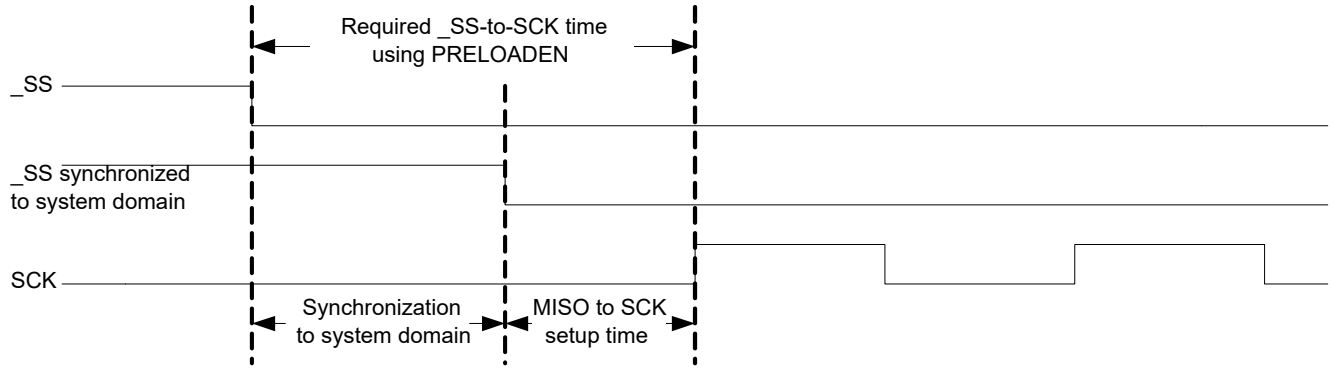 Required _SS-to-SCK time
using PRELOADEN
_SS
_SS synchronized
to system domain
SCK
Synchronization
to system domain
MISO to SCK
setup time